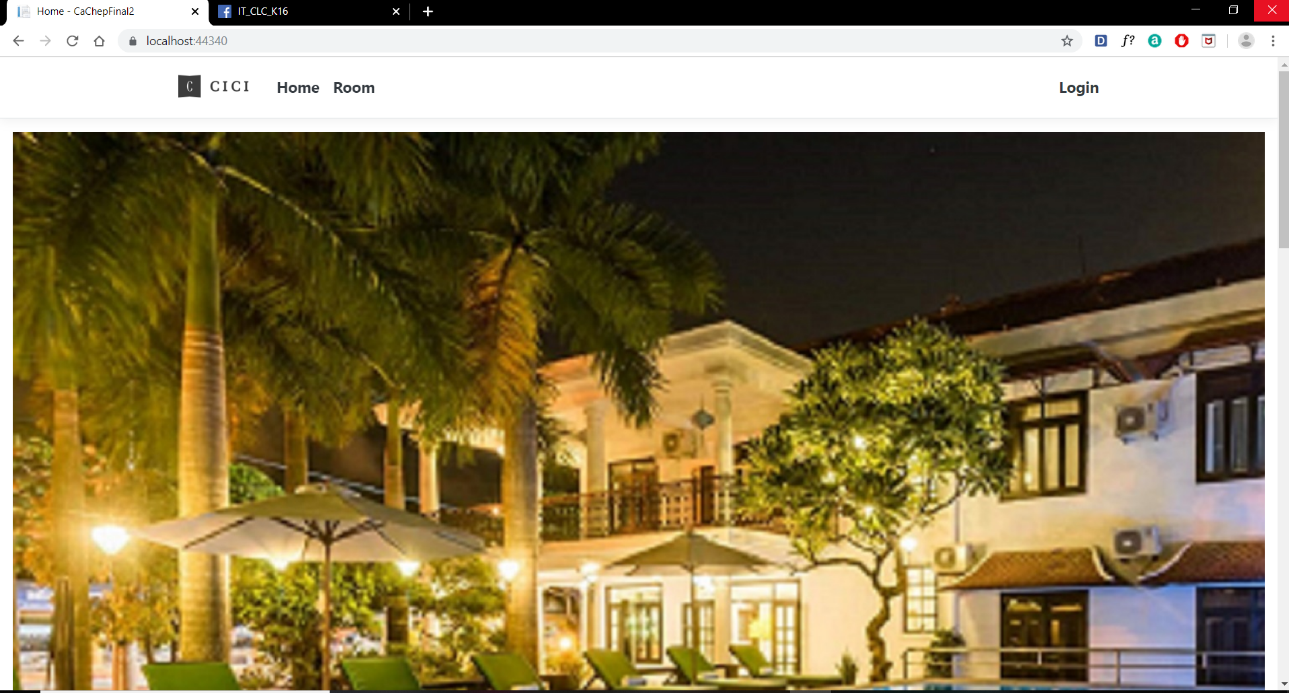 Home - CaChepFinal2
IT_CLC_K16
localhost:44340
D f? a
C CICI Home Room Login